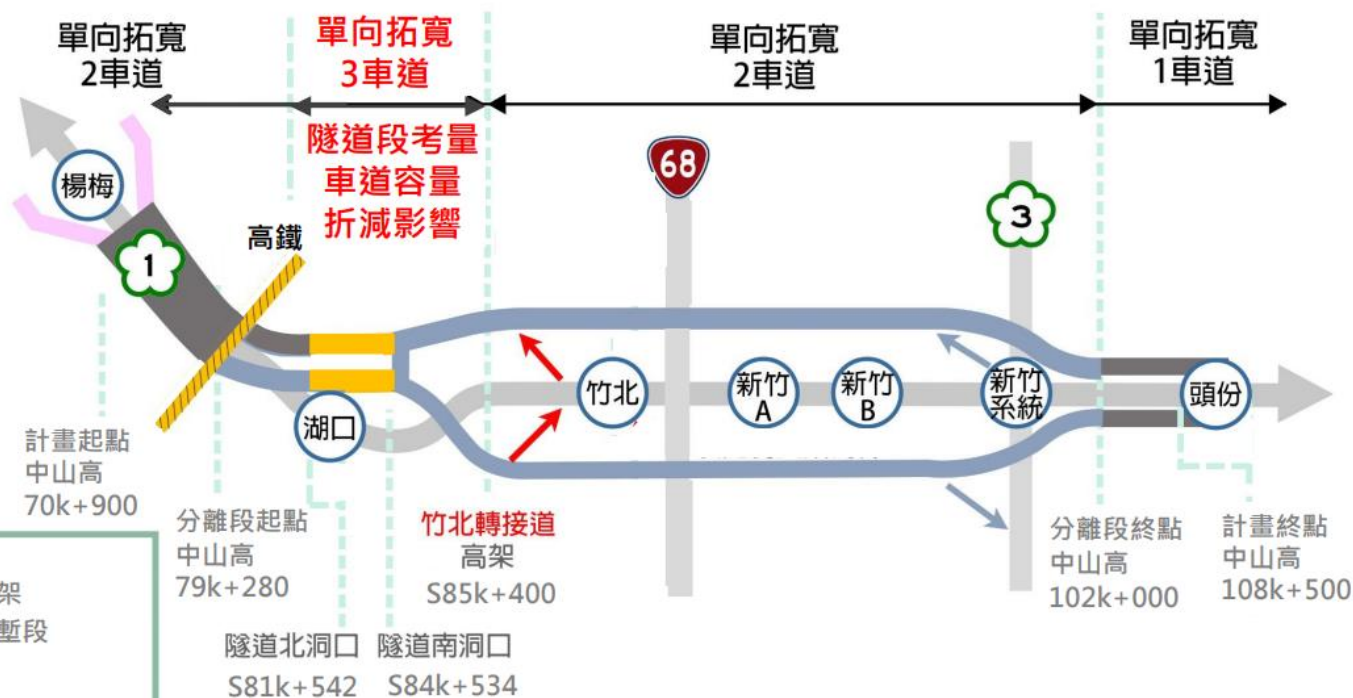 單向拓寬
2車道
單向拓寬
3車道
單向拓寬
2車道
單向拓寬
1車道
隧道段考量
車道容量
折減影響
68
3
楊梅
1
高鐵
湖口
竹北
新竹
A
新竹
B
新竹
系統
頭份
計畫起點
中山高
70k+900
分離段起點
中山高
79k+280
竹北轉接道
高架
S85k+400
分離段終點
中山高
102k+000
計畫終點
中山高
108k+500
架
塹段
隧道北洞口
S81k+542
隧道南洞口
S84k+534